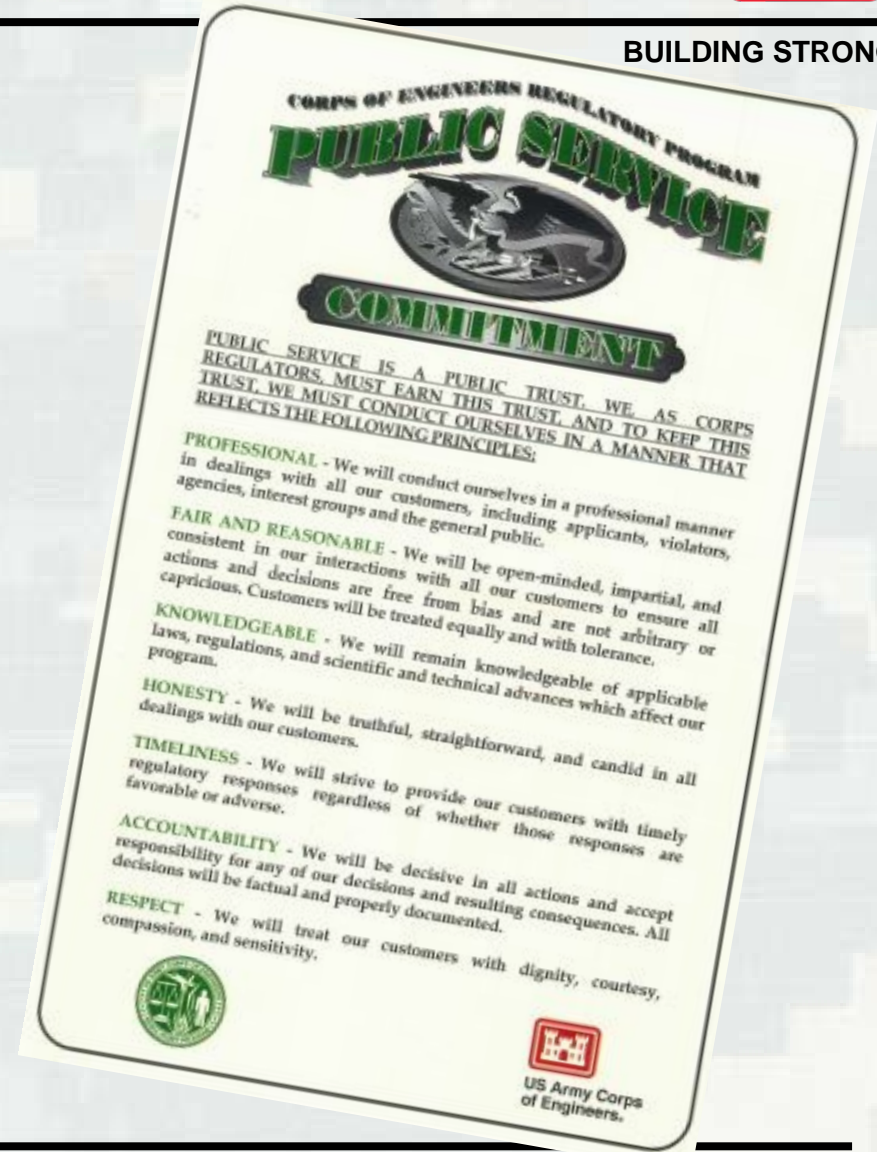 BUILDING STRON
CORPS OF ENGINEERS REGULATORY PROGRAM
PUBLIC SERVICE
COMMITMENT
PUBLIC SERVICE IS A PUBLIC TRUST. WE, AS CORPS
REGULATORS, MUST EARN THIS TRUST, AND TO KEEP THIS
TRUST, WE MUST CONDUCT OURSELVES IN A MANNER THAT
REFLECTS THE FOLLOWING PRINCIPLES:
PROFESSIONAL - We will conduct ourselves in a professional manner
in dealings with all our customers, including applicants, violators,
agencies, interest groups and the general public.
FAIR AND REASONABLE - We will be open-minded, impartial, and
consistent in our interactions with all our customers to ensure all
actions and decisions are free from bias and are not arbitrary or
capricious. Customers will be treated equally and with tolerance.
KNOWLEDGEABLE - We will remain knowledgeable of applicable
laws, regulations, and scientific and technical advances which affect our
program.
HONESTY - We will be truthful, straightforward, and candid in all
dealings with our customers.
TIMELINESS - We will strive to provide our customers with timely
regulatory responses regardless of whether those responses are
favorable or adverse.
ACCOUNTABILITY - We will be decisive in all actions and accept
responsibility for any of our decisions and resulting consequences. All
decisions will be factual and properly documented.
RESPECT - We will treat our customers with dignity, courtesy,
compassion, and sensitivity.
US Army Corps
of Engineers®